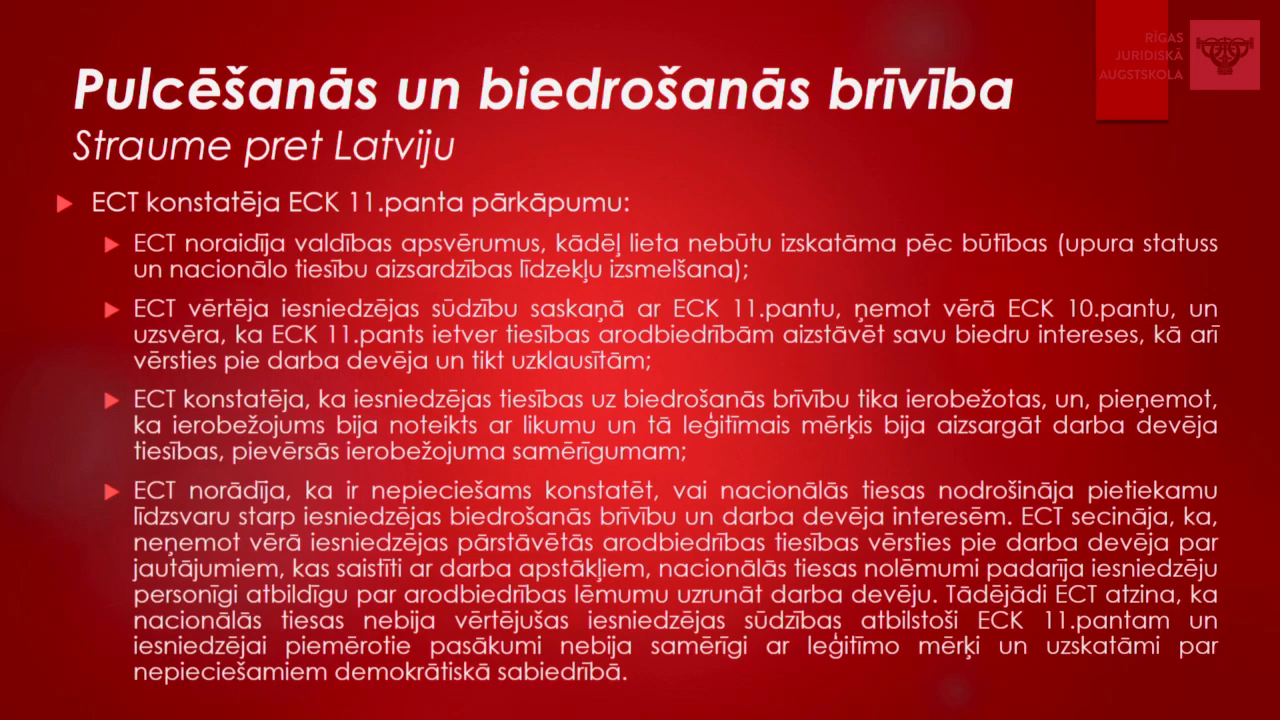 RĪGAS
JURIDISKĀ
AUGSTSKOLA
Pulcēšanās un biedrošanās brīvība
Straume pret Latviju
ECT konstatēja ECK 11.panta pārkāpumu:
ECT noraidīja valdības apsvērumus, kādēļ lieta nebūtu izskatāma pēc būtības (upura statuss
un nacionālo tiesību aizsardzības līdzekļu izsmelšana);
ECT vērtēja iesniedzējas sūdzību saskaņā ar ECK 11.pantu, ņemot vērā ECK 10.pantu, un
uzsvēra, ka ECK 11.pants ietver tiesības arodbiedrībām aizstāvēt savu biedru intereses, kā arī
vērsties pie darba devēja un tikt uzklausītām;
ECT konstatēja, ka iesniedzējas tiesības uz biedrošanās brīvību tika ierobežotas, un, pieņemot,
ka ierobežojums bija noteikts ar likumu un tā leģitīmais mērķis bija aizsargāt darba devēja
tiesības, pievērsās ierobežojuma samērīgumam;
ECT norādīja, ka ir nepieciešams konstatēt, vai nacionālās tiesas nodrošināja pietiekamu
līdzsvaru starp iesniedzējas biedrošanās brīvību un darba devēja interesēm. ECT secināja, ka,
neņemot vērā iesniedzējas pārstāvētās arodbiedrības tiesības vērsties pie darba devēja par
jautājumiem, kas saistīti ar darba apstākļiem, nacionālās tiesas nolēmumi padarīja iesniedzēju
personīgi atbildīgu par arodbiedrības lēmumu uzrunāt darba devēju. Tādējādi ECT atzina, ka
nacionālās tiesas nebija vērtējušas iesniedzējas sūdzības atbilstoši ECK 11.pantam un
iesniedzējai piemērotie pasākumi nebija samērīgi ar leģitīmo mērķi un uzskatāmi par
nepieciešamiem demokrātiskā sabiedrībā.